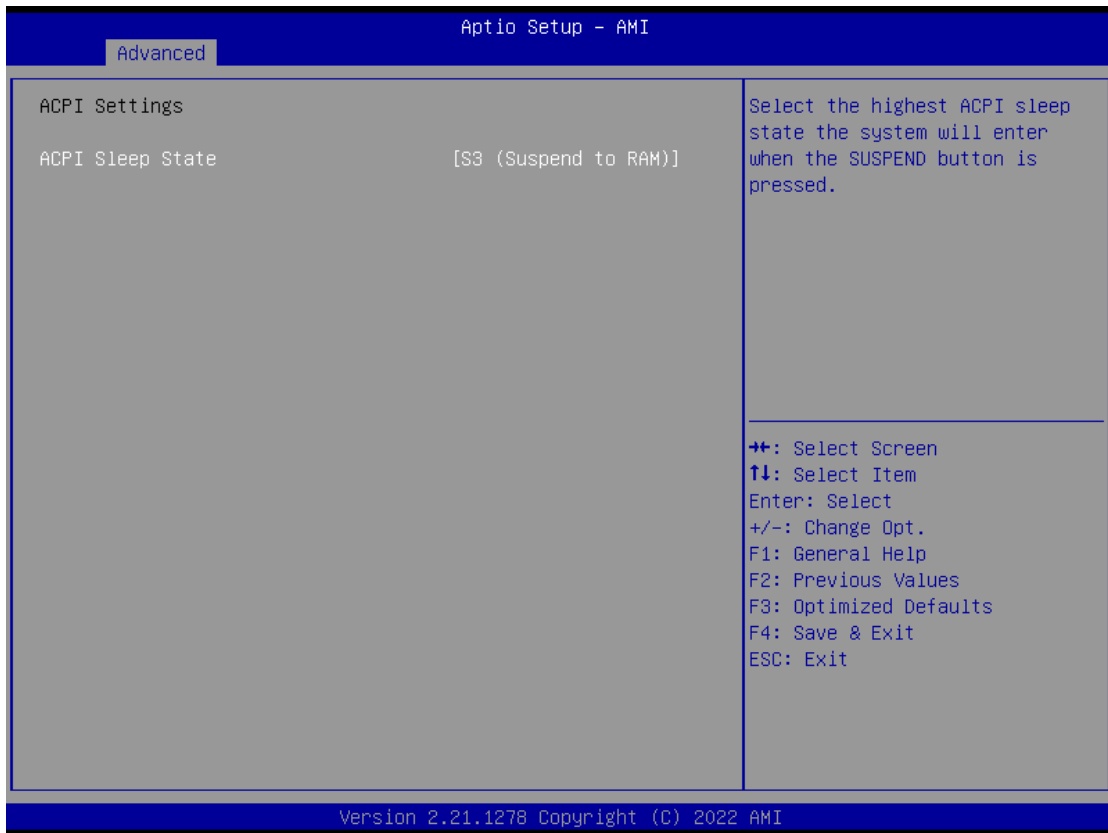 Aptio Setup – AMI
Advanced
ACPI Settings
ACPI Sleep State [S3 (Suspend to RAM)]
Select the highest ACPI sleep
state the system will enter
when the SUSPEND button is
pressed.
→←: Select Screen
↑↓: Select Item
Enter: Select
+/-: Change Opt.
F1: General Help
F2: Previous Values
F3: Optimized Defaults
F4: Save & Exit
ESC: Exit
Version 2.21.1278 Copyright (C) 2022 AMI